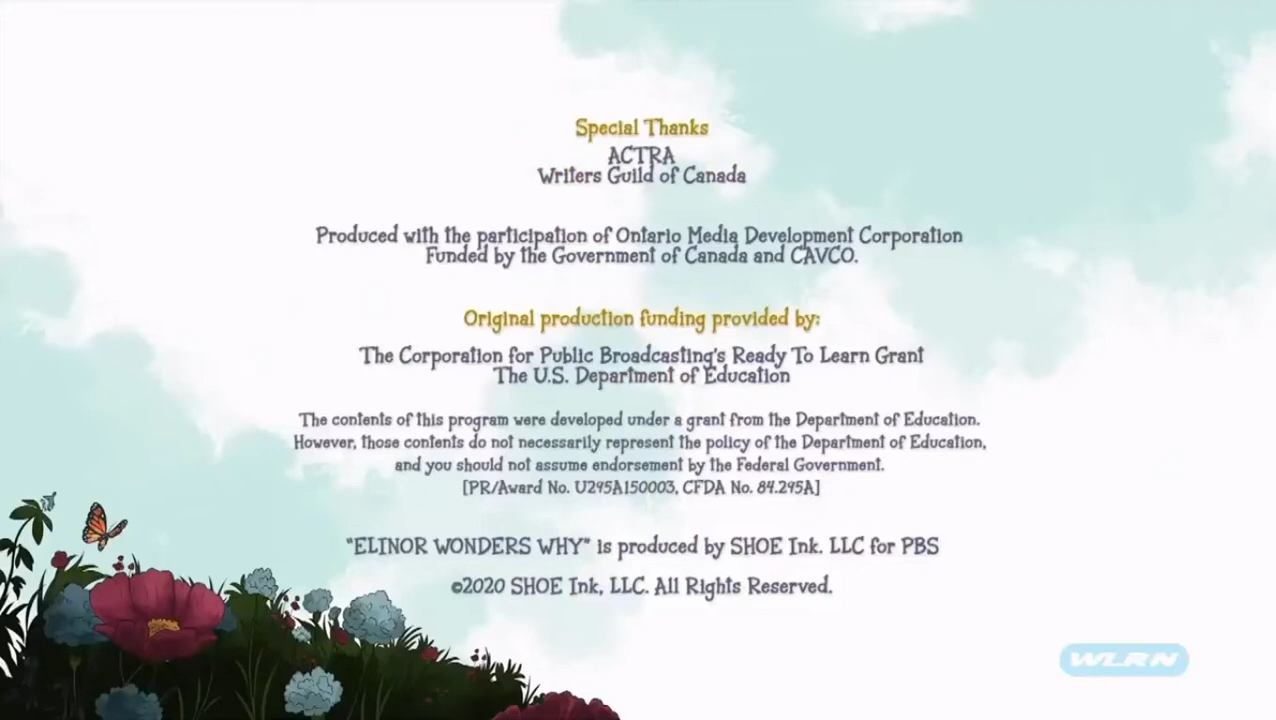 Special Thanks
ACTRA
Writers Guild of Canada
Produced with the participation of Ontario Media Development Corporation
Funded by the Government of Canada and CAVCO.
Original production funding provided by:
The Corporation for Public Broadcasting's Ready To Learn Grant
The U.S. Department of Education
The contents of this program were developed under a grant from the Department of Education.
However, those contents do not necessarily represent the policy of the Department of Education,
and you should not assume endorsement by the Federal Government.
[PR/Award No. U295A150003, CFDA No. 84.295A]
"ELINOR WONDERS WHY" is produced by SHOE Ink. LLC for PBS
©2020 SHOE Ink, LLC. All Rights Reserved.
WLRN